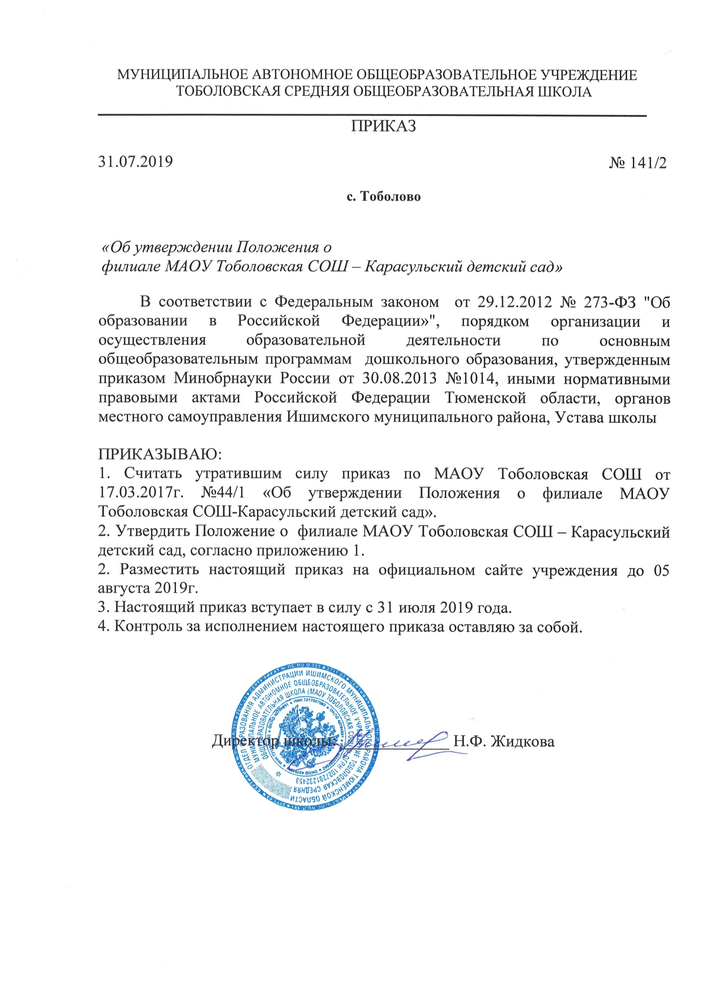 МУНИЦИПАЛЬНОЕ АВТОНОМНОЕ ОБЩЕОБРАЗОВАТЕЛЬНОЕ УЧРЕЖДЕНИЕ
ТОБОЛОВСКАЯ СРЕДНЯЯ ОБЩЕОБРАЗОВАТЕЛЬНАЯ ШКОЛА
ПРИКАЗ
31.07.2019 № 141/2
с. Тоболово
«Об утверждении Положения о
филиале МАОУ Тоболовская СОШ – Карасульский детский сад»
В соответствии с Федеральным законом от 29.12.2012 № 273-ФЗ "Об
образовании в Российской Федерации»", порядком организации и
осуществления образовательной деятельности по основным
общеобразовательным программам дошкольного образования, утвержденным
приказом Минобрнауки России от 30.08.2013 №1014, иными нормативными
правовыми актами Российской Федерации Тюменской области, органов
местного самоуправления Ишимского муниципального района, Устава школы
ПРИКАЗЫВАЮ:
1. Считать утратившим силу приказ по МАОУ Тоболовская СОШ от
17.03.2017г. №44/1 «Об утверждении Положения о филиале МАОУ
Тоболовская СОШ-Карасульский детский сад».
2. Утвердить Положение о филиале МАОУ Тоболовская СОШ – Карасульский
детский сад, согласно приложению 1.
2. Разместить настоящий приказ на официальном сайте учреждения до 05
августа 2019г.
3. Настоящий приказ вступает в силу с 31 июля 2019 года.
4. Контроль за исполнением настоящего приказа оставляю за собой.
Директор школы: Н.Ф. Жидкова
ОТДЕЛ ОБРАЗОВАНИЯ АДМИНИСТРАЦИИ ИШИМСКОГО МУНИЦИПАЛЬНОГО РАЙОНА ТЮМЕНСКОЙ ОБЛАСТИ
МУНИЦИПАЛЬНОЕ АВТОНОМНОЕ ОБЩЕОБРАЗОВАТЕЛЬНОЕ УЧРЕЖДЕНИЕ ТОБОЛОВСКАЯ СРЕДНЯЯ
ОБЩЕОБРАЗОВАТЕЛЬНАЯ ШКОЛА (МАОУ ТОБОЛОВСКАЯ СОШ) ОГРН 1027201232453